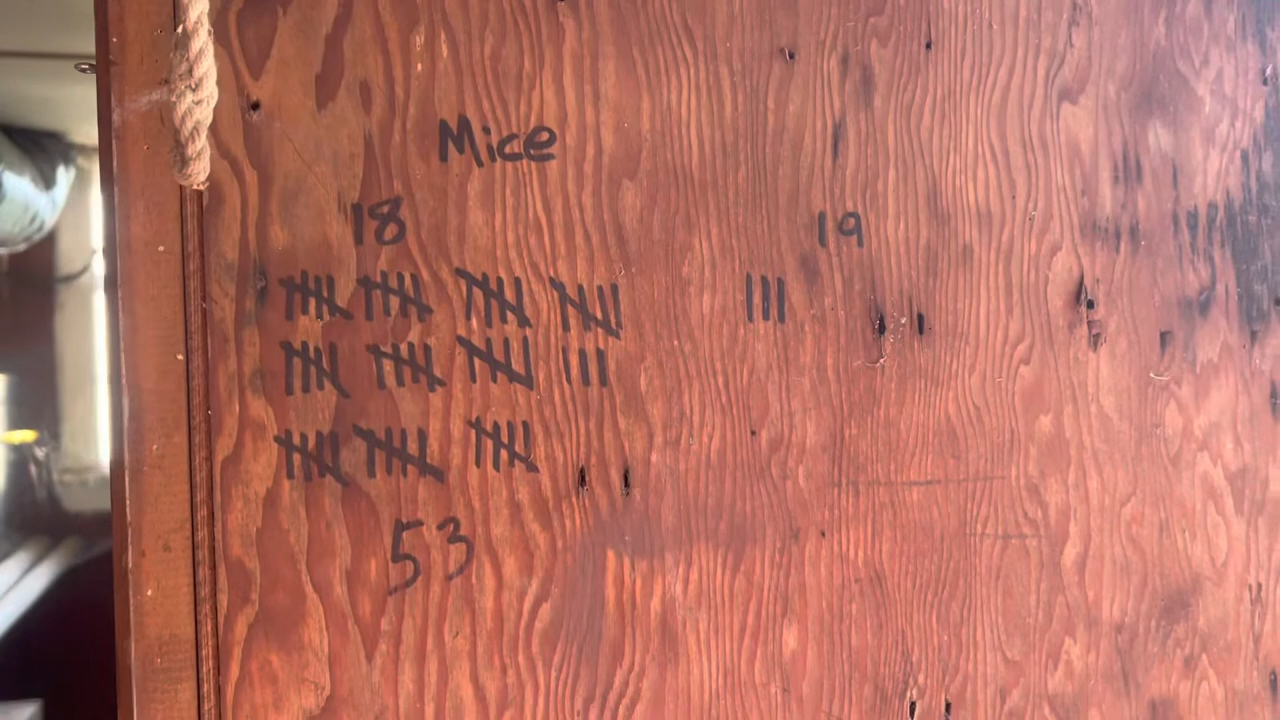 Mice
18 19
𝍸 𝍸 𝍸 𝍸 |||
𝍸 𝍸 𝍸 |||
𝍸 𝍸 𝍸
53